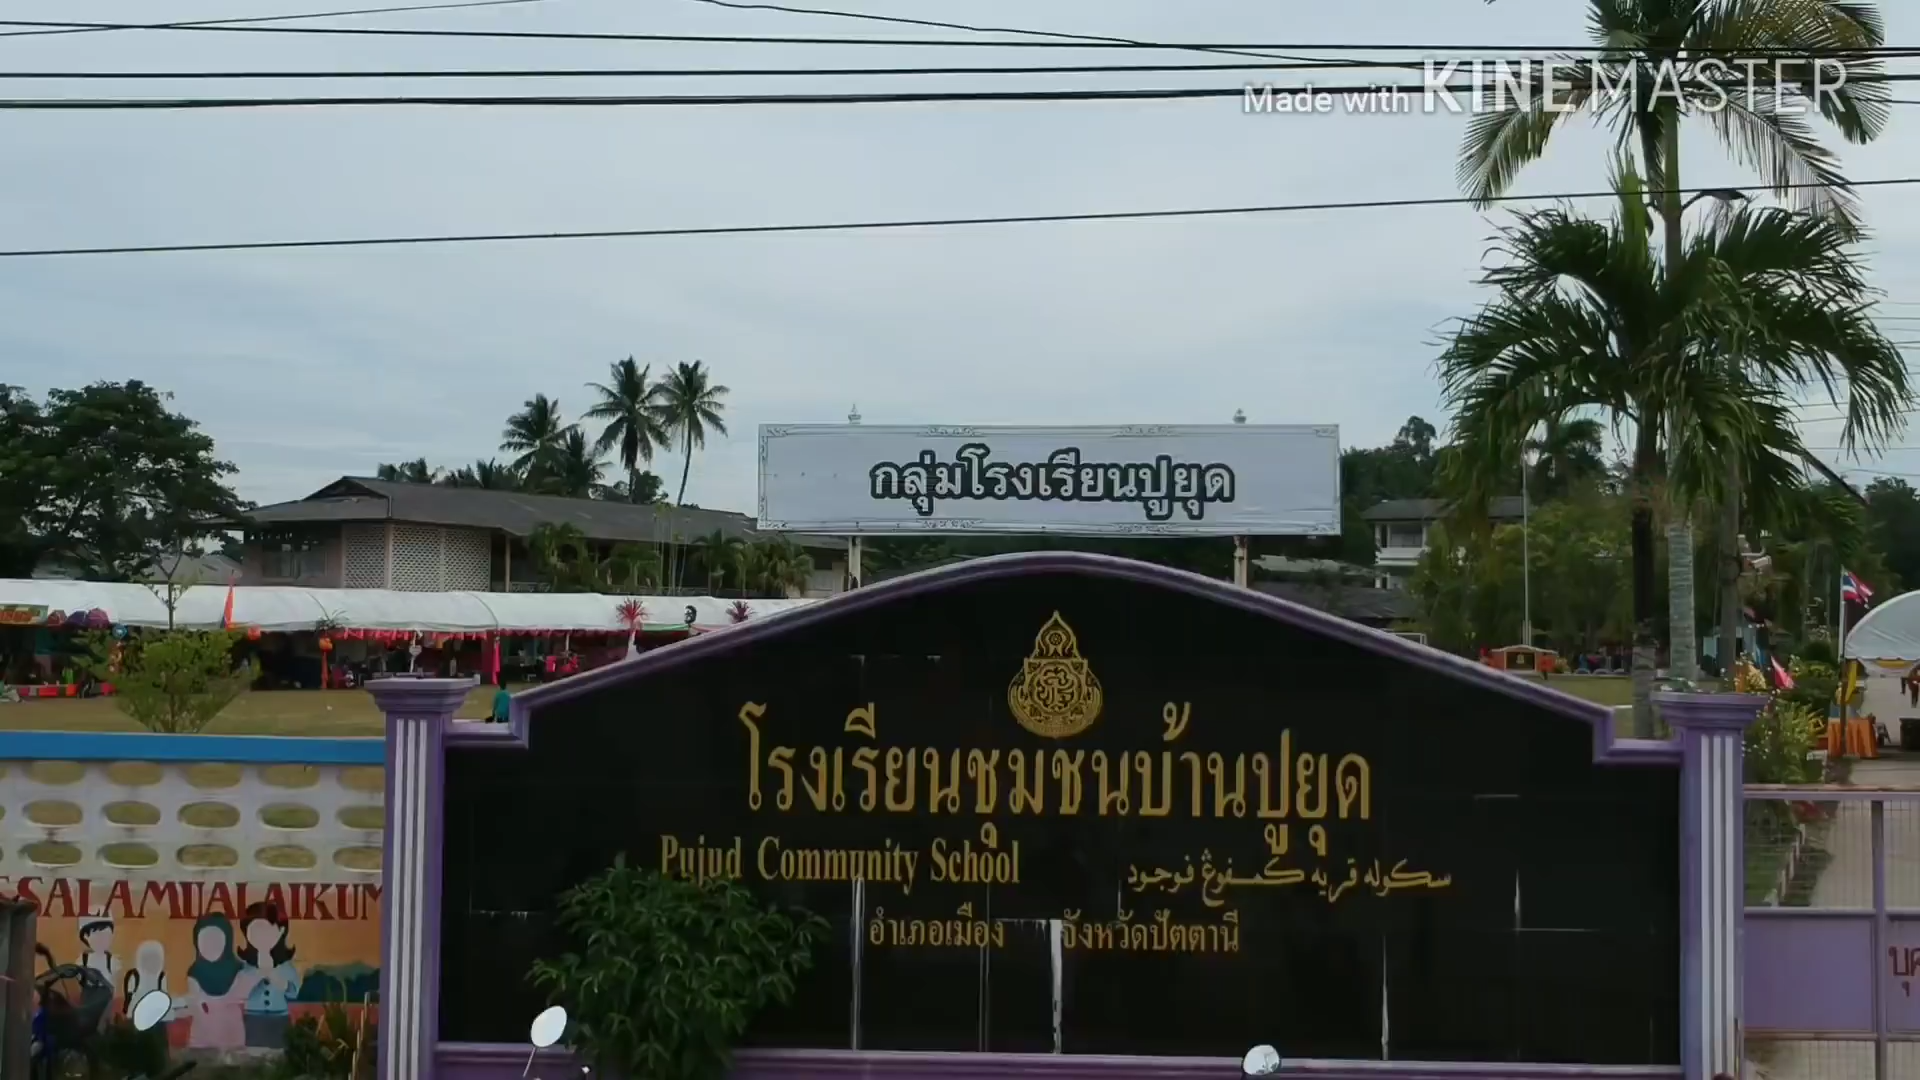 Made with KINEMASTER
กลุ่มโรงเรียนปูยุด
โรงเรียนชุมชนบ้านปูยุด
Pujud Community School
سکوله قريه کمفوڠ فوجود
อำเภอเมือง จังหวัดปัตตานี
SALAMUALAIKUM